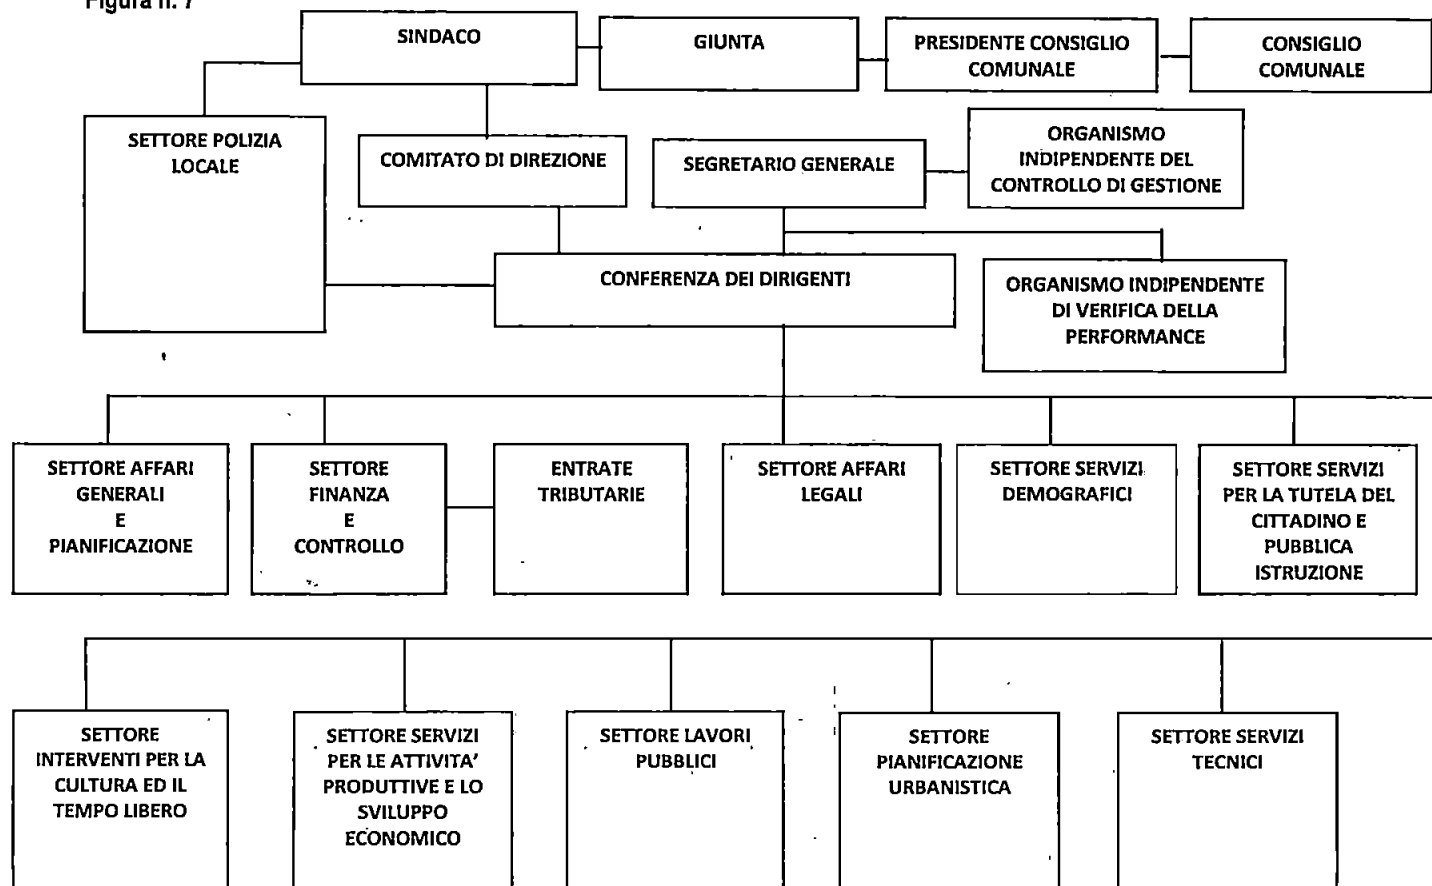 Figura n. 7
SINDACO
GIUNTA
PRESIDENTE CONSIGLIO
COMUNALE
CONSIGLIO
COMUNALE
SETTORE POLIZIA
LOCALE
COMITATO DI DIREZIONE
SEGRETARIO GENERALE
ORGANISMO
INDIPENDENTE DEL
CONTROLLO DI GESTIONE
CONFERENZA DEI DIRIGENTI
ORGANISMO INDIPENDENTE
DI VERIFICA DELLA
PERFORMANCE
SETTORE AFFARI
GENERALI
E
PIANIFICAZIONE
SETTORE
FINANZA
E
CONTROLLO
ENTRATE
TRIBUTARIE
SETTORE AFFARI
LEGALI
SETTORE SERVIZI
DEMOGRAFICI
SETTORE SERVIZI
PER LA TUTELA DEL
CITTADINO E
PUBBLICA
ISTRUZIONE
SETTORE
INTERVENTI PER LA
CULTURA ED IL
TEMPO LIBERO
SETTORE SERVIZI
PER LE ATTIVITA'
PRODUTTIVE E LO
SVILUPPO
ECONOMICO
SETTORE LAVORI
PUBBLICI
SETTORE
PIANIFICAZIONE
URBANISTICA
SETTORE SERVIZI
TECNICI